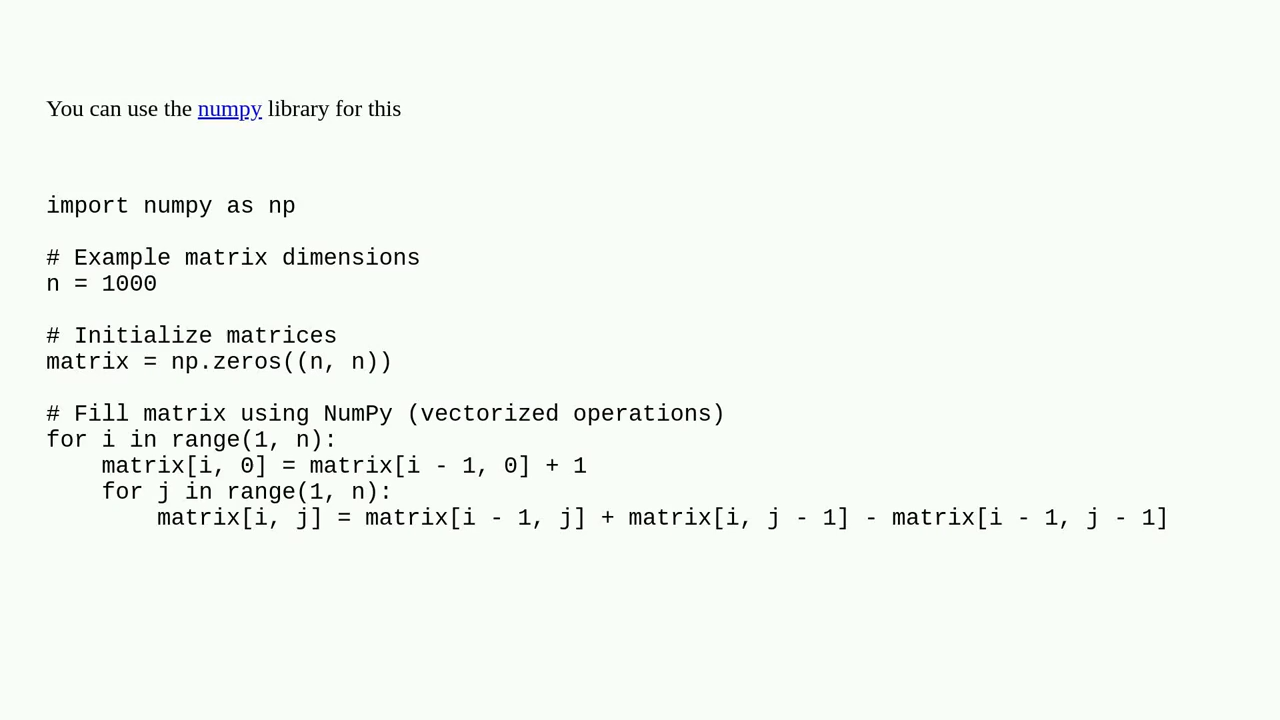 You can use the numpy library for this
import numpy as np
# Example matrix dimensions
n = 1000
# Initialize matrices
matrix = np.zeros((n, n))
# Fill matrix using NumPy (vectorized operations)
for i in range(1, n):
    matrix[i, 0] = matrix[i - 1, 0] + 1
    for j in range(1, n):
        matrix[i, j] = matrix[i - 1, j] + matrix[i, j - 1] - matrix[i - 1, j - 1]